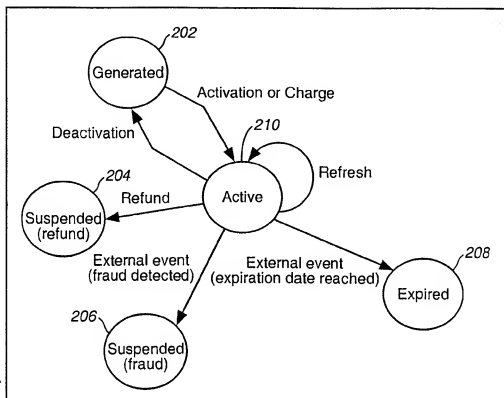 202
Generated
Activation or Charge
Deactivation
210
204
Refresh
Suspended
(refund)
Refund
Active
External event
(fraud detected)
External event
(expiration date reached)
208
Expired
206
Suspended
(fraud)